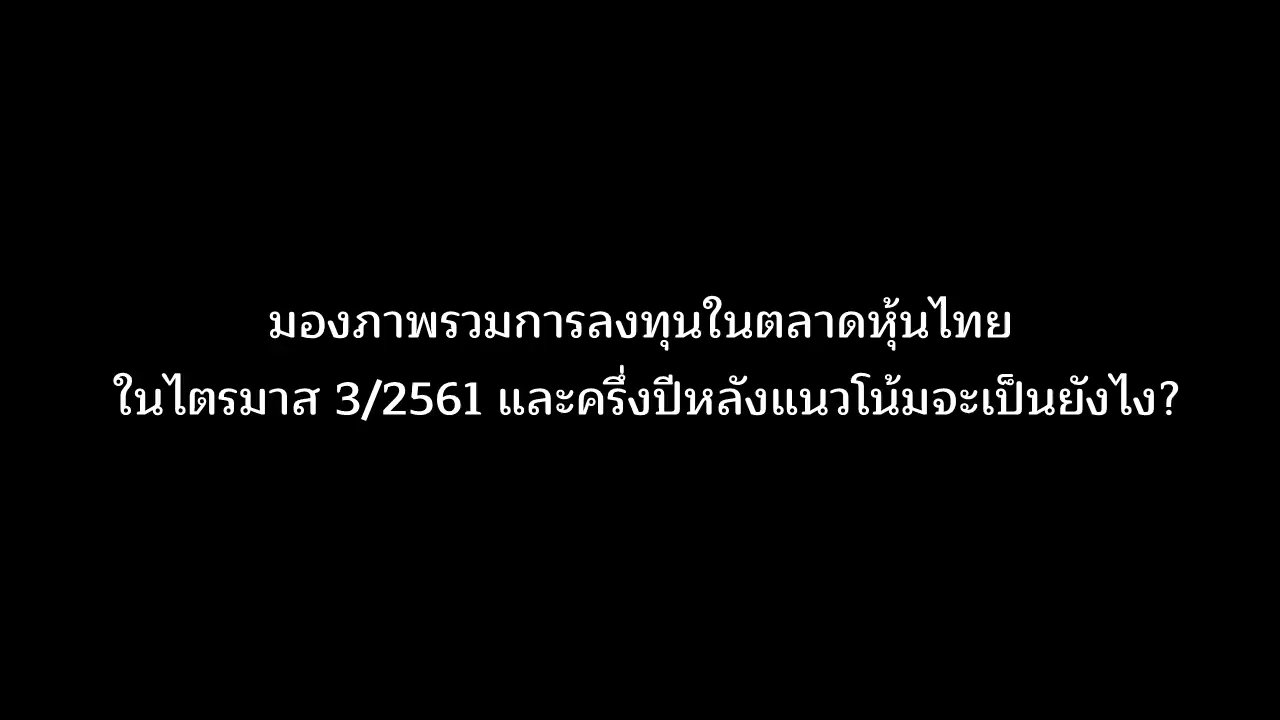 มองภาพรวมการลงทุนในตลาดหุ้นไทย
ในไตรมาส 3/2561 และครึ่งปีหลังแนวโน้มจะเป็นยังไง?